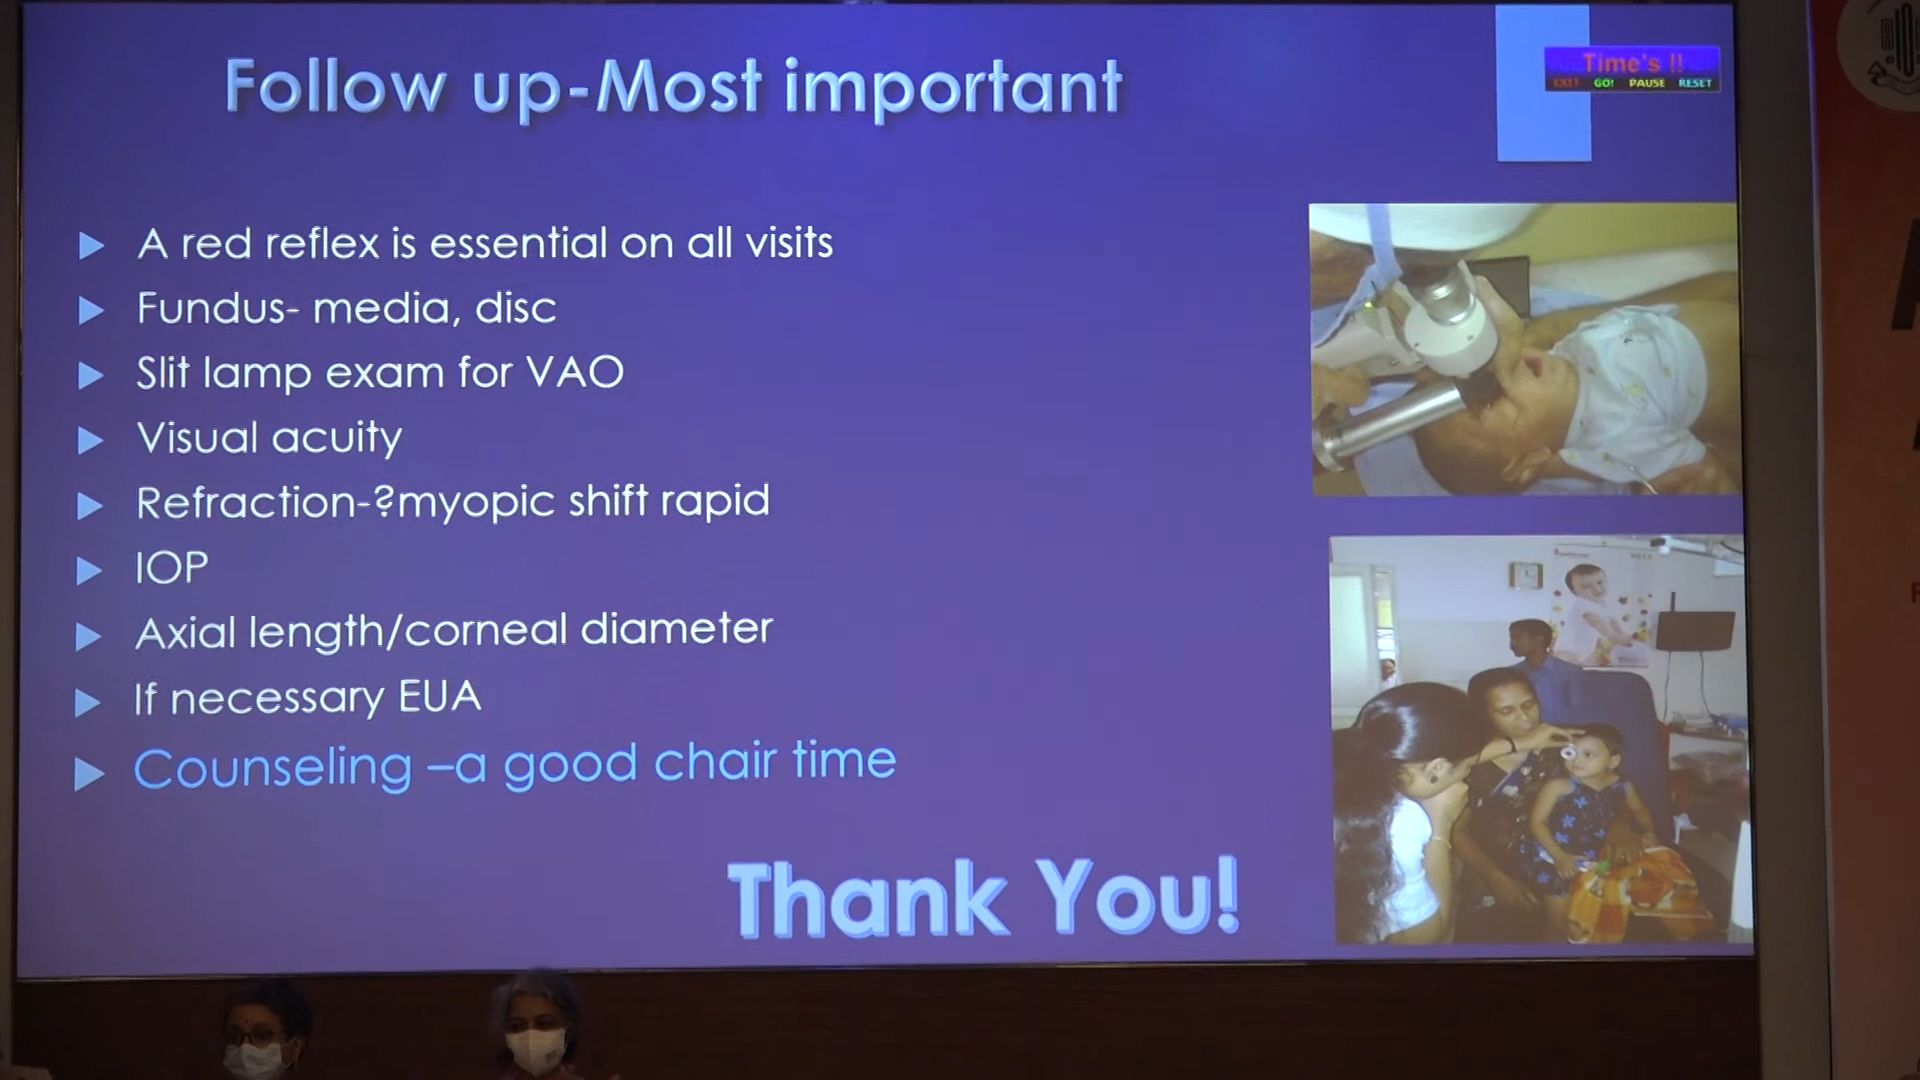 Follow up-Most important
Time's !!
EXIT GO! PAUSE RESET
A red reflex is essential on all visits
Fundus- media, disc
Slit lamp exam for VAO
Visual acuity
Refraction-?myopic shift rapid
IOP
Axial length/corneal diameter
If necessary EUA
Counseling –a good chair time
Thank You!